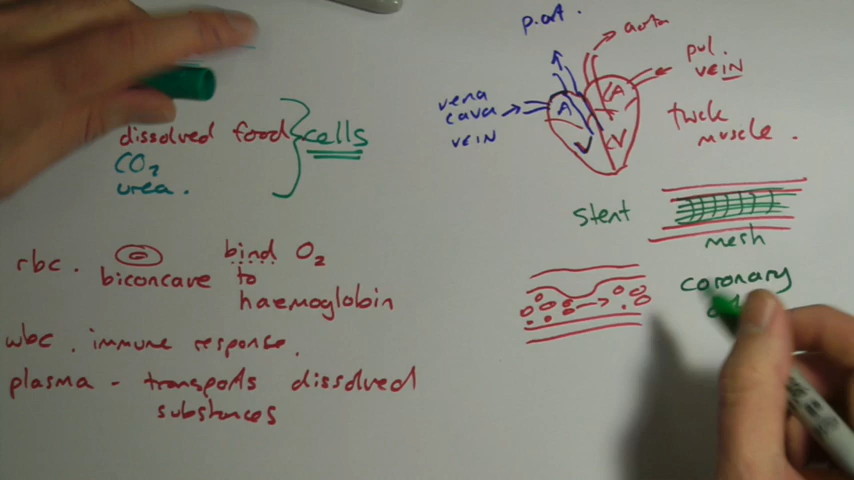 dissolved food } cells
CO2
urea.
rbc. bind O2
biconcave to
haemoglobin
wbc. immune response.
plasma - transports dissolved
substances
p.art.
aorta
pul.
veIN
vena
cava
veIN
A
A
V
V
thick
muscle.
stent
mesh
coronary